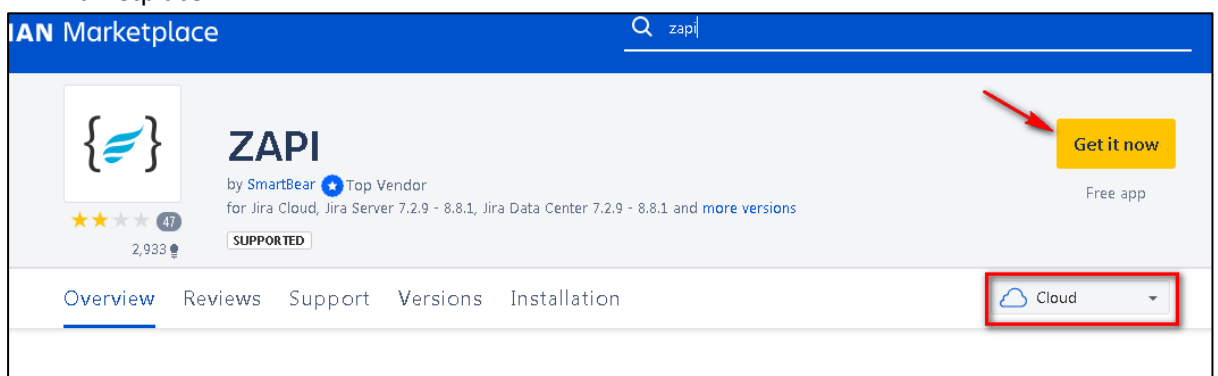 IAN Marketplace
zapi
ZAPI
Get it now
by SmartBear Top Vendor
Free app
for Jira Cloud, Jira Server 7.2.9 - 8.8.1, Jira Data Center 7.2.9 - 8.8.1 and more versions
47
SUPPORTED
2,933
Overview Reviews Support Versions Installation
Cloud